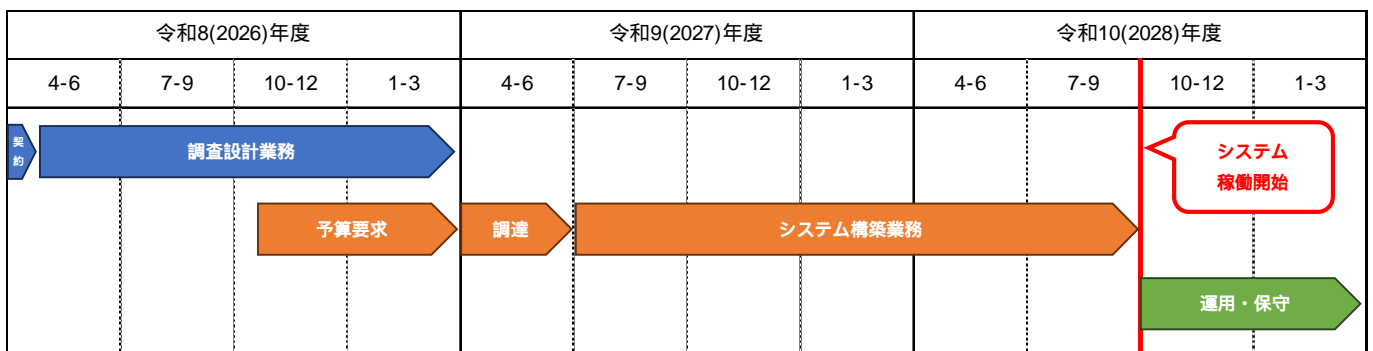 令和8(2026)年度 令和9(2027)年度 令和10(2028)年度
4-6 7-9 10-12 1-3 4-6 7-9 10-12 1-3 4-6 7-9 10-12 1-3
契約
調査設計業務
システム
稼働開始
予算要求 調達 システム構築業務
運用・保守